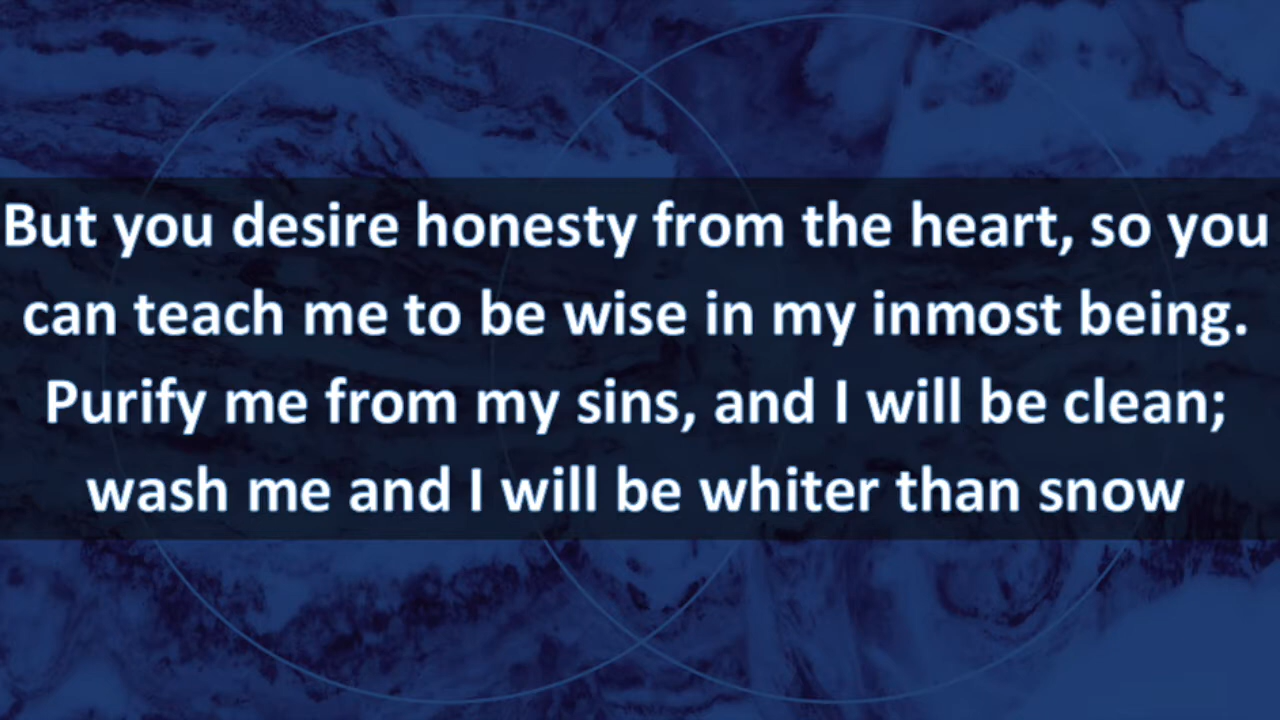 But you desire honesty from the heart, so you
can teach me to be wise in my inmost being.
Purify me from my sins, and I will be clean;
wash me and I will be whiter than snow